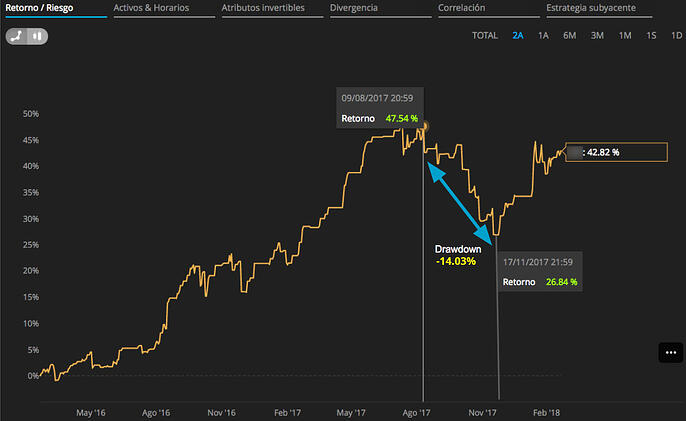 Retorno / Riesgo
Activos & Horarios
Atributos invertibles
Divergencia
Correlación
Estrategia subyacente
TOTAL 2A 1A 6M 3M 1M 1S 1D
09/08/2017 20:59
Retorno 47.54 %
50%
45%
40%
35%
30%
25%
20%
15%
10%
5%
0%
: 42.82 %
Drawdown
-14.03%
17/11/2017 21:59
Retorno 26.84 %
May '16
Ago '16
Nov '16
Feb '17
May '17
Ago '17
Nov '17
Feb '18